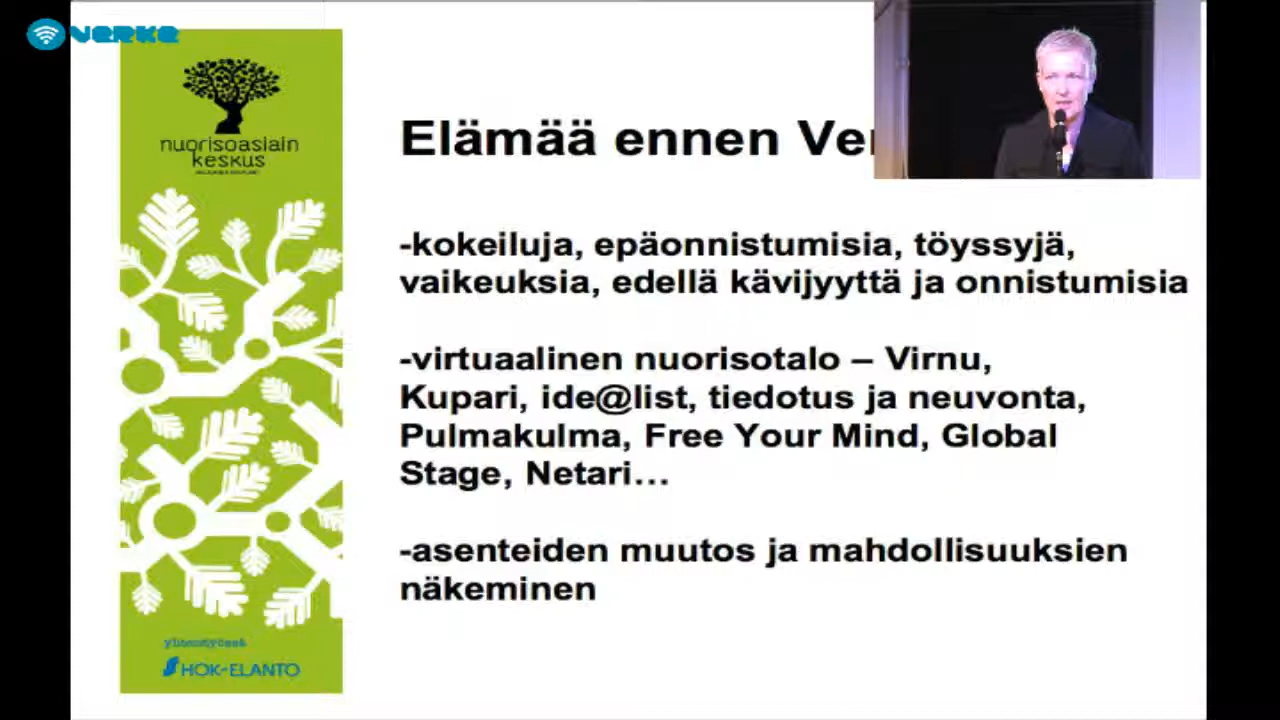 verke
nuorisoasiain
keskus
Elämää ennen Ve
-kokeiluja, epäonnistumisia, töyssyjä,
vaikeuksia, edellä kävijyyttä ja onnistumisia
-virtuaalinen nuorisotalo – Virnu,
Kupari, ide@list, tiedotus ja neuvonta,
Pulmakulma, Free Your Mind, Global
Stage, Netari...
-asenteiden muutos ja mahdollisuuksien
näkeminen
yhteistyössä
HOK-ELANTO